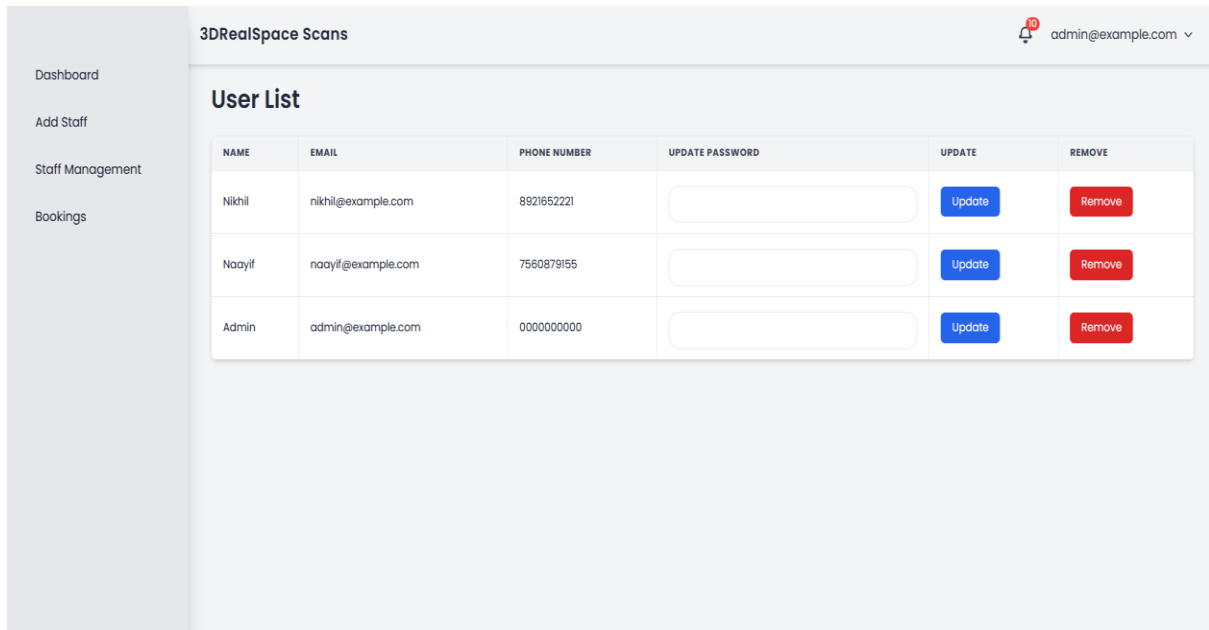 3DRealSpace Scans
10
admin@example.com
Dashboard
Add Staff
Staff Management
Bookings
User List
NAME EMAIL PHONE NUMBER UPDATE PASSWORD UPDATE REMOVE
Nikhil nikhil@example.com 8921652221 Update Remove
Naayif naayif@example.com 7560879155 Update Remove
Admin admin@example.com 0000000000 Update Remove